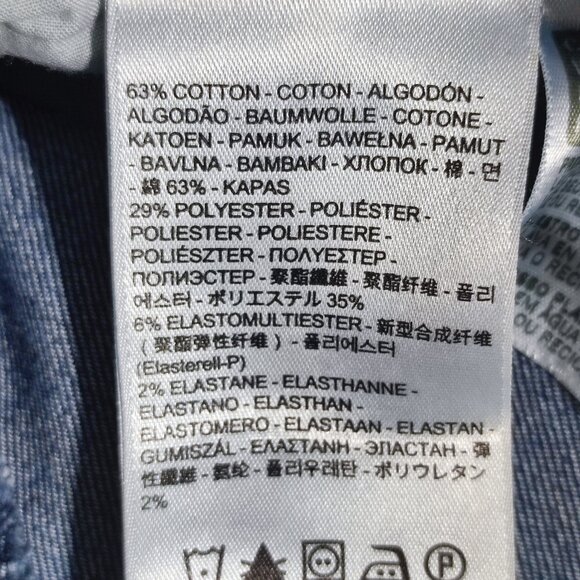 63% COTTON - COTON - ALGODÓN -
ALGODÃO - BAUMWOLLE - COTONE -
KATOEN - PAMUK - BAWEŁNA - PAMUT
- BAVLNA - BAMBAKI - ХЛОПОК - 棉 - 면
- 綿 63% - KAPAS
29% POLYESTER - POLIÉSTER -
POLIESTER - POLIESTERE -
POLIÉSZTER - ΠΟΛΥΕΣΤΕΡ -
ПОЛИЭСТЕР - 聚酯纖維 - 聚酯纤维 - 폴리
에스터 - ポリエステル 35%
6% ELASTOMULTIESTER - 新型合成纤维
( 聚酯弹性纤维) - 폴리에스터
(Elasterell-P)
2% ELASTANE - ELASTHANNE -
ELASTANO - ELASTHAN -
ELASTOMERO - ELASTAAN - ELASTAN -
GUMISZÁL - ΕΛΑΣΤΑΝΗ - ЭЛАСТАН - 彈
性纖維 - 氨纶 - 폴리우레탄 - ポリウレタン
2%
P